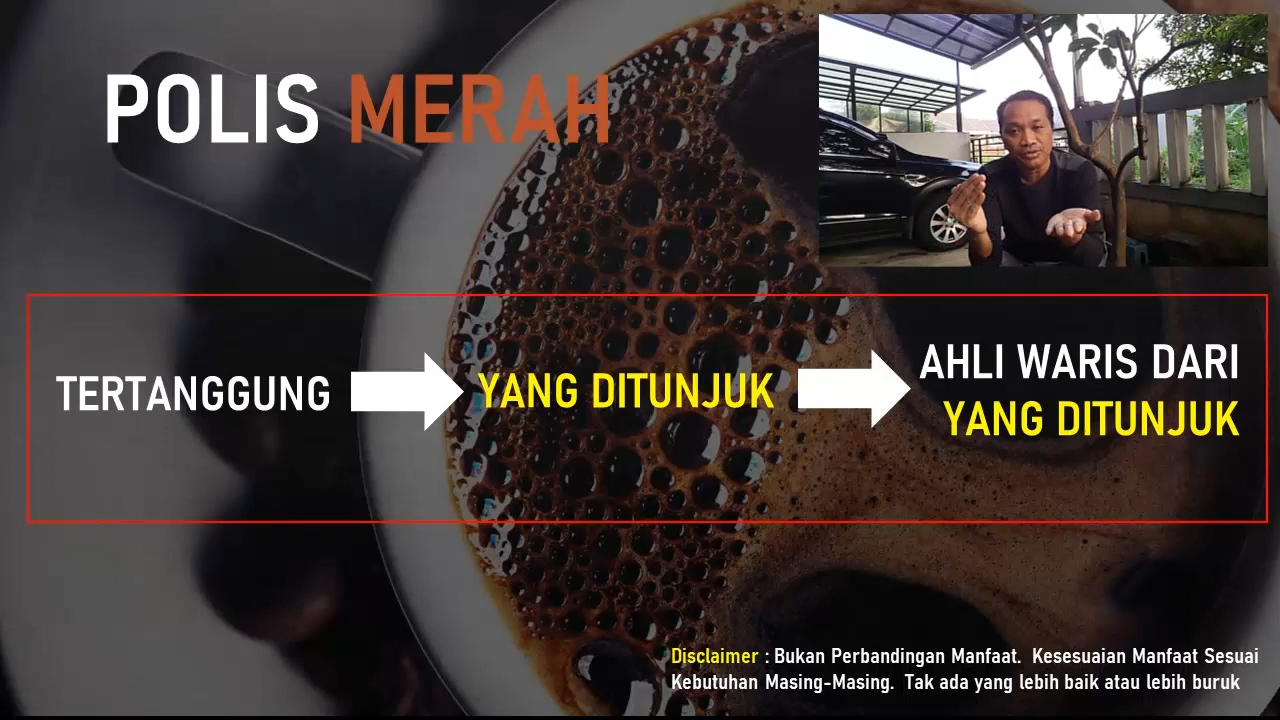 POLIS MERAH
TERTANGGUNG
YANG DITUNJUK
AHLI WARIS DARI
YANG DITUNJUK
Disclaimer : Bukan Perbandingan Manfaat. Kesesuaian Manfaat Sesuai
Kebutuhan Masing-Masing. Tak ada yang lebih baik atau lebih buruk